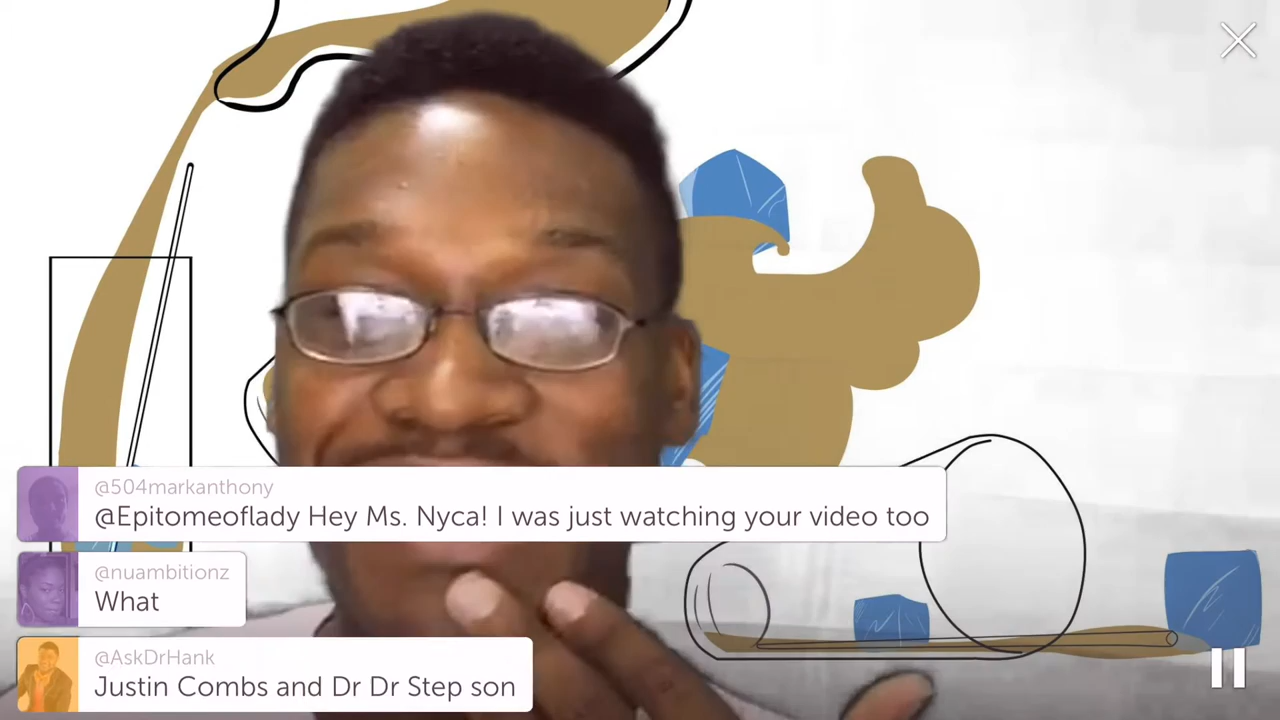 @504markanthony
@Epitomeoflady Hey Ms. Nyca! I was just watching your video too
@nuambitionz
What
@AskDrHank
Justin Combs and Dr Dr Step son